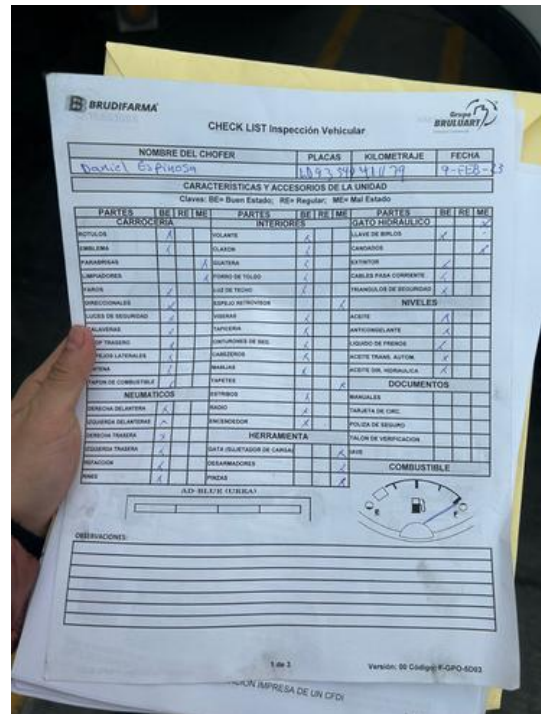 BRUDIFARMA
Grupo
BRULUART
CHECK LIST Inspección Vehicular
NOMBRE DEL CHOFER PLACAS KILOMETRAJE FECHA
Daniel Espinosa 9-FEB-23
CARACTERÍSTICAS Y ACCESORIOS DE LA UNIDAD
Claves: BE= Buen Estado; RE= Regular; ME= Mal Estado
PARTES BE RE ME PARTES BE RE ME PARTES BE RE ME
CARROCERIA INTERIORES GATO HIDRAULICO
ROTULOS VOLANTE LLAVE DE BIRLOS
EMBLEMA CLAXON CANDADOS
PARABRISAS GUATERA EXTINTOR
LIMPIADORES FORRO DE TOLDO CABLES PASA CORRIENTE
FAROS LUZ DE TECHO TRIANGULOS DE SEGURIDAD
DIRECCIONALES ESPEJO RETROVISOR NIVELES
LUCES DE SEGURIDAD VISERAS ACEITE
CALAVERAS TAPICERIA ANTICONGELANTE
TRASERO CINTURONES DE SEG. LIQUIDO DE FRENOS
LATERALES CABEZEROS ACEITE TRANS. AUTOM.
MANIJAS ACEITE DIR. HIDRAULICA
TAPON DE COMBUSTIBLE TAPETES DOCUMENTOS
NEUMATICOS ESTRIBOS MANUALES
DERECHA DELANTERA RADIO TARJETA DE CIRC.
IZQUIERDA DELANTERAS ENCENDEDOR POLIZA DE SEGURO
DERECHA TRASERA HERRAMIENTA TALON DE VERIFICACION
IZQUIERDA TRASERA GATA (SUJETADOR DE CARGA)
REFACCION DESARMADORES COMBUSTIBLE
RINES PINZAS
AD-BLUE (UREA)
E F
OBSERVACIONES:
1 de 3
Versión: 00 Código: F-GPO-SD03
IMPRESA DE UN CFDI